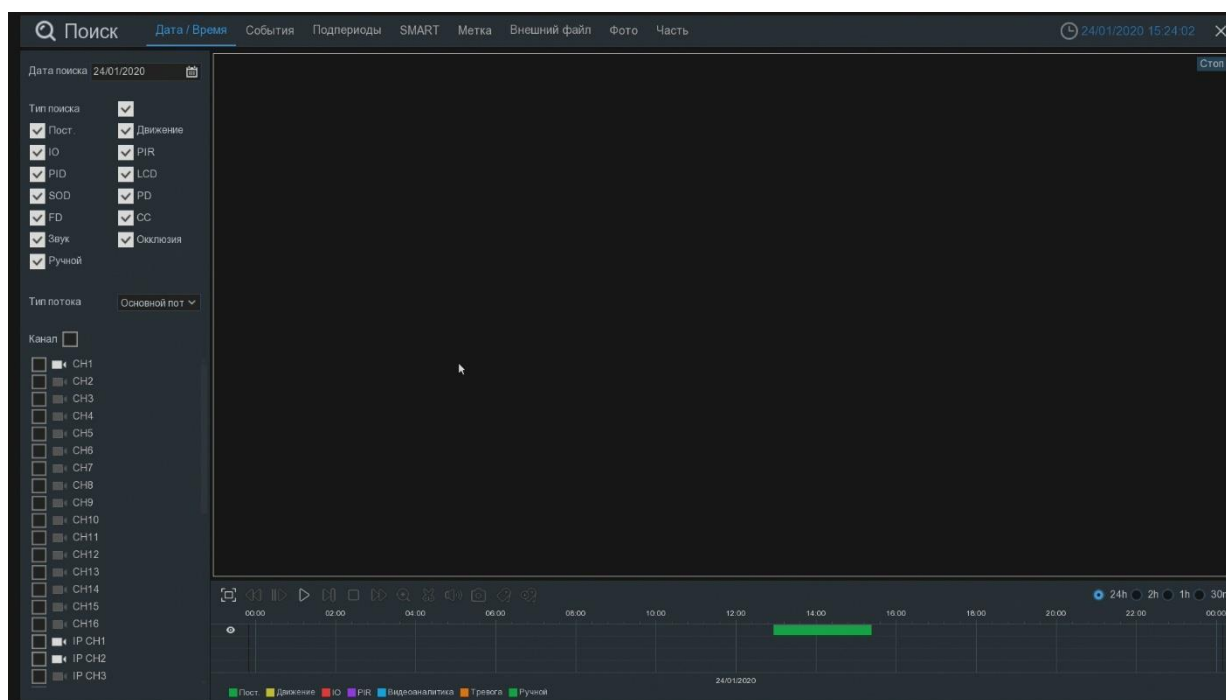 Поиск Дата / Время События Подпериоды SMART Метка Внешний файл Фото Часть 24/01/2020 15:24:02
Дата поиска 24/01/2020
Стоп
Тип поиска
Пост. Движение
IO PIR
PID LCD
SOD PD
FD CC
Звук Окклюзия
Ручной
Тип потока Основной пот
Канал
CH1
CH2
CH3
CH4
CH5
CH6
CH7
CH8
CH9
CH10
CH11
CH12
CH13
CH14
CH15
CH16
IP CH1
IP CH2
IP CH3
24h 2h 1h 30m
00:00 02:00 04:00 06:00 08:00 10:00 12:00 14:00 16:00 18:00 20:00 22:00 00:00
24/01/2020
Пост. Движение IO PIR Видеоаналитика Тревога Ручной